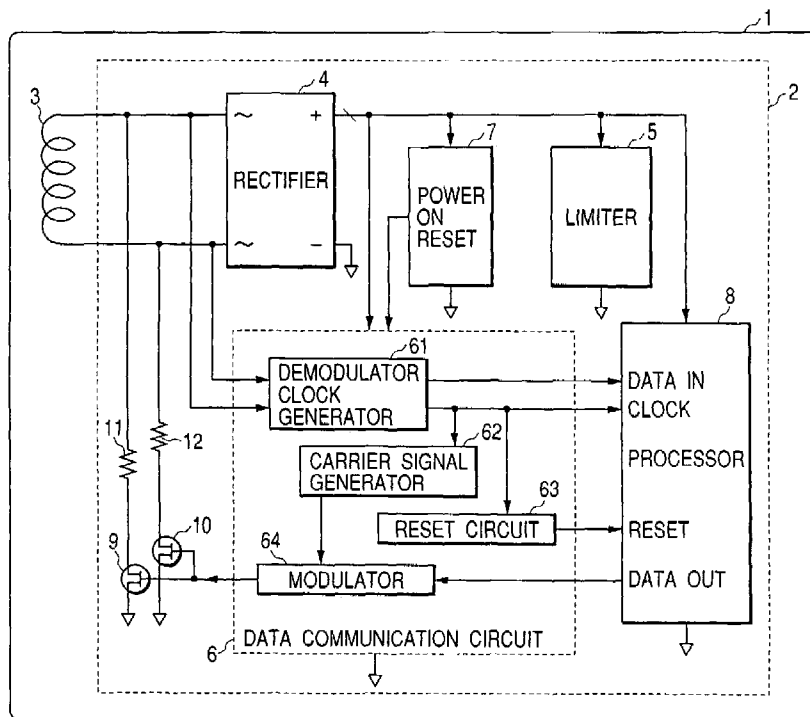 1
2
3
4
~ +
RECTIFIER
~ −
7
POWER
ON
RESET
5
LIMITER
8
DATA IN
CLOCK
PROCESSOR
RESET
DATA OUT
61
DEMODULATOR
CLOCK
GENERATOR
62
CARRIER SIGNAL
GENERATOR
63
RESET CIRCUIT
64
MODULATOR
11
12
10
9
6
DATA COMMUNICATION CIRCUIT